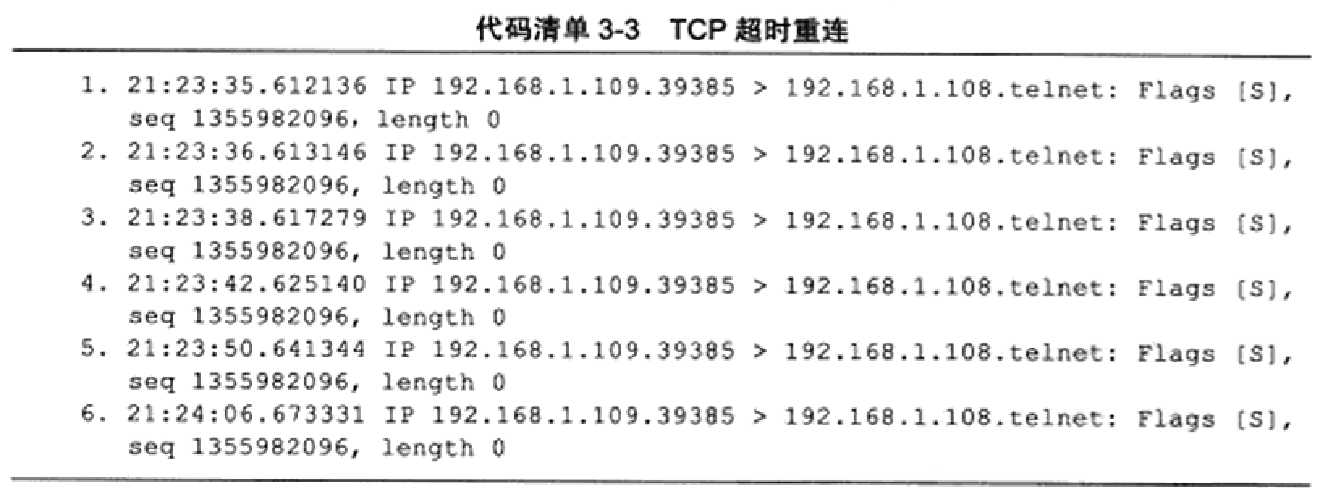 代码清单 3-3 TCP 超时重连
1. 21:23:35.612136 IP 192.168.1.109.39385 > 192.168.1.108.telnet: Flags [S],
seq 1355982096, length 0
2. 21:23:36.613146 IP 192.168.1.109.39385 > 192.168.1.108.telnet: Flags [S],
seq 1355982096, length 0
3. 21:23:38.617279 IP 192.168.1.109.39385 > 192.168.1.108.telnet: Flags [S],
seq 1355982096, length 0
4. 21:23:42.625140 IP 192.168.1.109.39385 > 192.168.1.108.telnet: Flags [S],
seq 1355982096, length 0
5. 21:23:50.641344 IP 192.168.1.109.39385 > 192.168.1.108.telnet: Flags [S],
seq 1355982096, length 0
6. 21:24:06.673331 IP 192.168.1.109.39385 > 192.168.1.108.telnet: Flags [S],
seq 1355982096, length 0